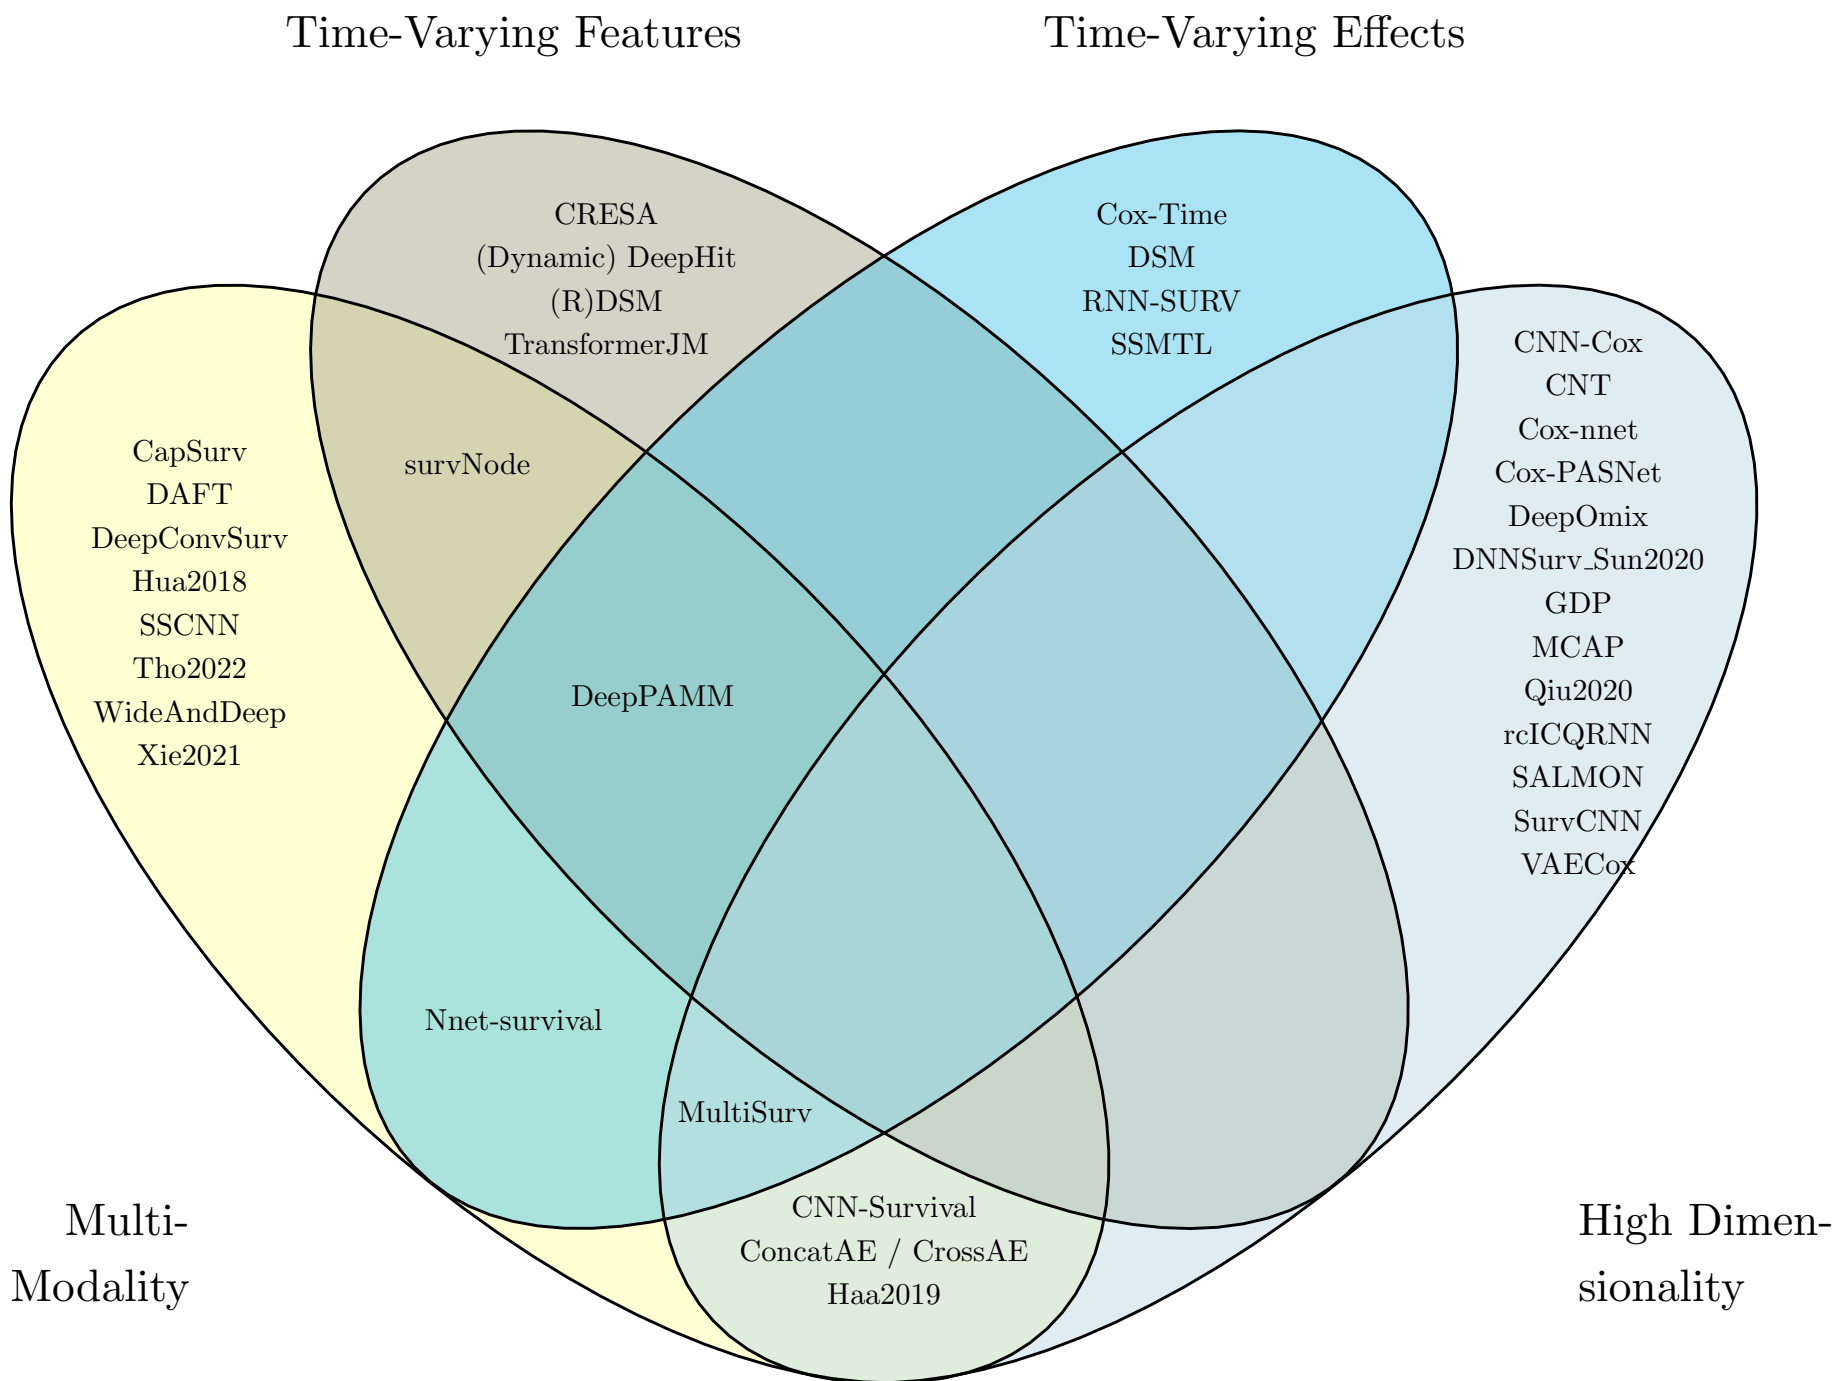 Time-Varying Features
Time-Varying Effects
CRESA
(Dynamic) DeepHit
(R)DSM
TransformerJM
Cox-Time
DSM
RNN-SURV
SSMTL
CapSurv
DAFT
DeepConvSurv
Hua2018
SSCNN
Tho2022
WideAndDeep
Xie2021
survNode
CNN-Cox
CNT
Cox-nnet
Cox-PASNet
DeepOmix
DNNSurv_Sun2020
GDP
MCAP
Qiu2020
rcICQRNN
SALMON
SurvCNN
VAECox
DeepPAMM
Nnet-survival
MultiSurv
CNN-Survival
ConcatAE / CrossAE
Haa2019
Multi-
Modality
High Dimen-
sionality